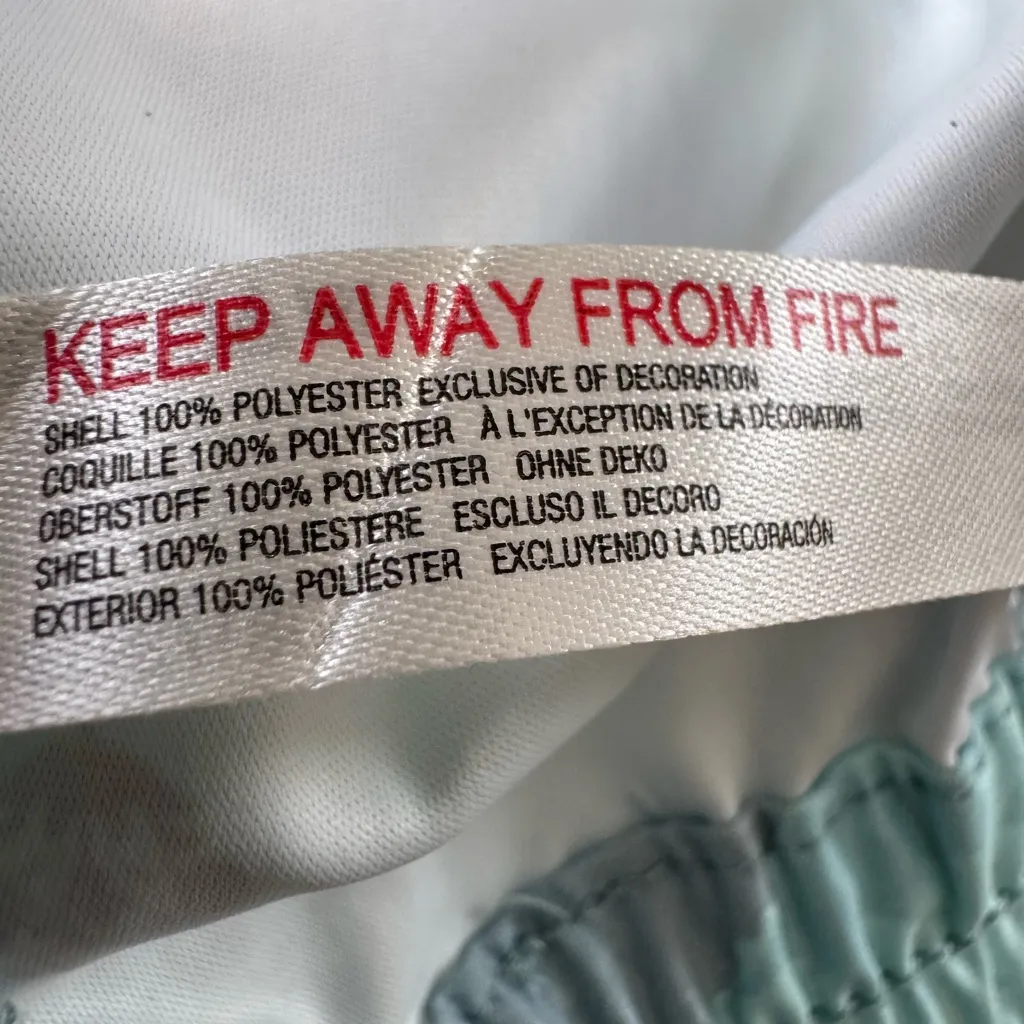 KEEP AWAY FROM FIRE
SHELL 100% POLYESTER EXCLUSIVE OF DECORATION
COQUILLE 100% POLYESTER À L'EXCEPTION DE LA DÉCORATION
OBERSTOFF 100% POLYESTER OHNE DEKO
SHELL 100% POLIESTERE ESCLUSO IL DECORO
EXTERIOR 100% POLIÉSTER EXCLUYENDO LA DECORACIÓN